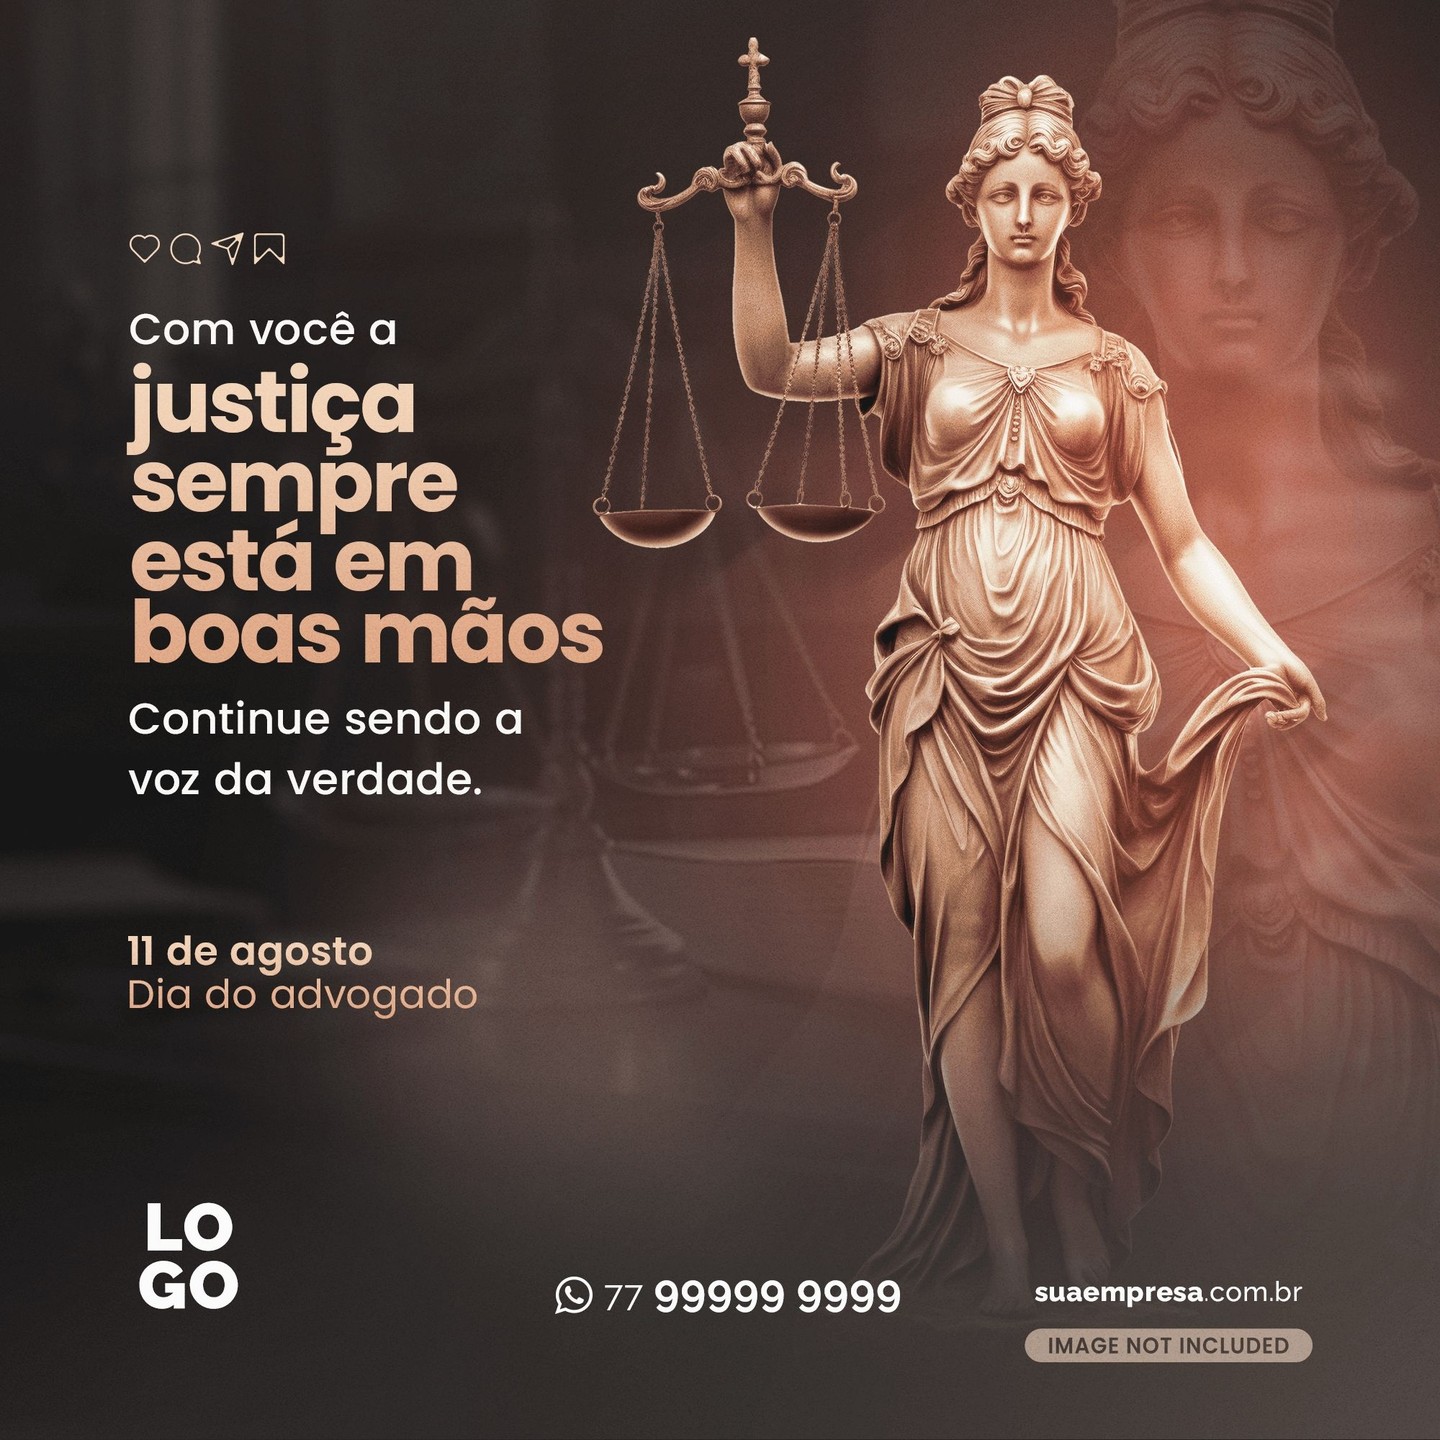 Com você a
justiça
sempre
está em
boas mãos
Continue sendo a
voz da verdade.
11 de agosto
Dia do advogado
LO
GO
77 99999 9999
suaempresa.com.br
IMAGE NOT INCLUDED